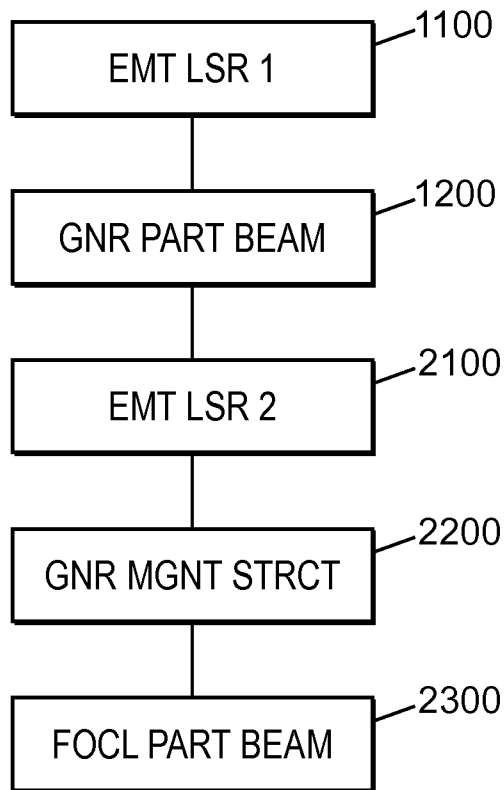 1100
EMT LSR 1
1200
GNR PART BEAM
2100
EMT LSR 2
2200
GNR MGNT STRCT
2300
FOCL PART BEAM